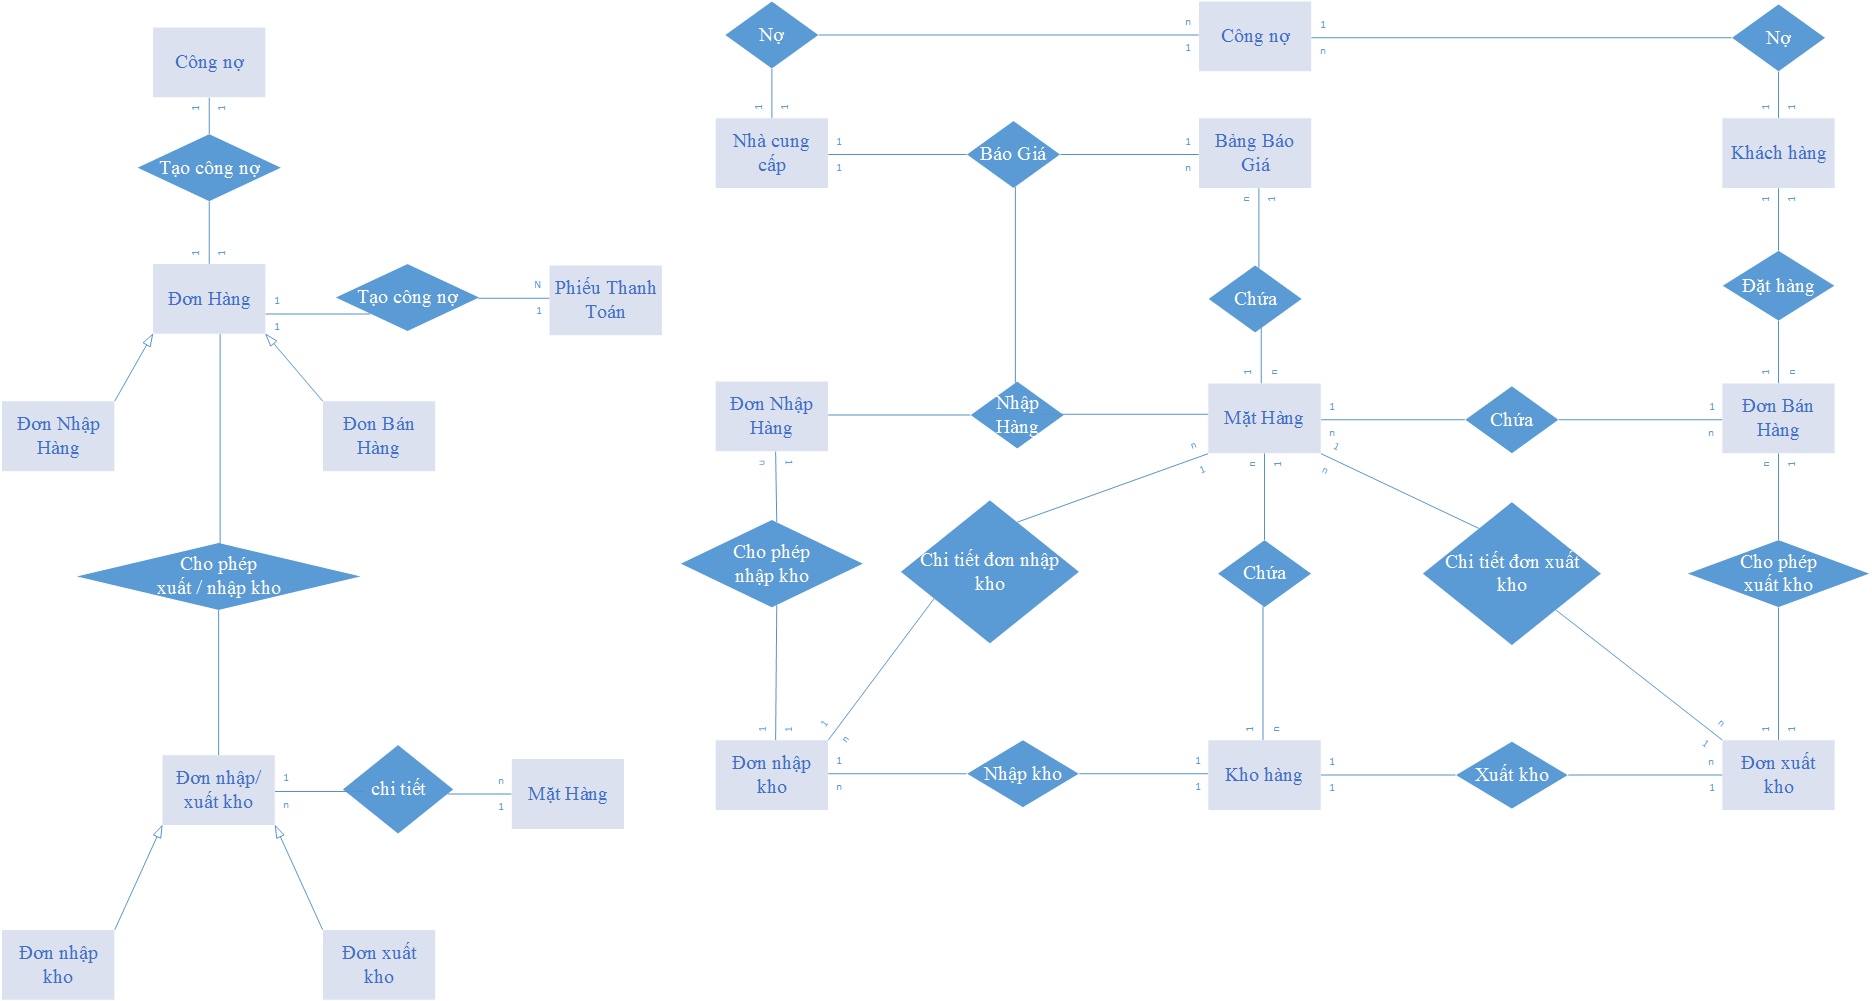 Công nợ
1 1
Tạo công nợ
1 1
Đơn Hàng
1
1
Tạo công nợ
N
1
Phiếu Thanh
Toán
Đơn Nhập
Hàng
Đon Bán
Hàng
Cho phép
xuất / nhập kho
Đơn nhập/
xuất kho
1
n
chi tiết
n
1
Mặt Hàng
Đơn nhập
kho
Đơn xuất
kho
Nợ
n
1
Công nợ
1
n
Nợ
1 1
1 1
Nhà cung
cấp
1
1
Báo Giá
1
n
Bảng Báo
Giá
Khách hàng
n 1
1 1
Chứa
Đặt hàng
1 n
1 n
Đơn Nhập
Hàng
Nhập
Hàng
Mặt Hàng
1
n
Chứa
1
n
Đơn Bán
Hàng
n 1
n
1
n 1
1
n
n 1
Cho phép
nhập kho
Chi tiết đơn nhập
kho
Chứa
Chi tiết đơn xuất
kho
Cho phép
xuất kho
1 1
1
n
1 n
n
1
1 1
Đơn nhập
kho
1
n
Nhập kho
1
1
Kho hàng
1
1
Xuất kho
n
1
Đơn xuất
kho